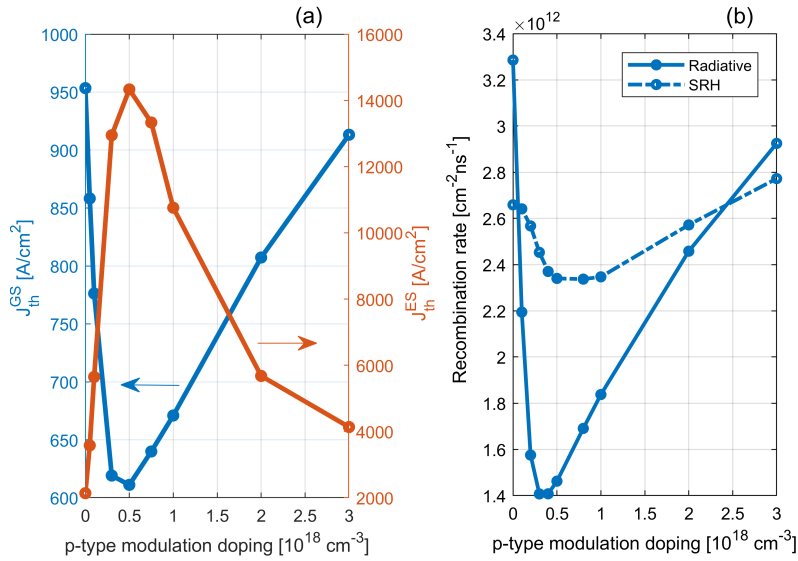 (a)
1000
950
900
850
800
750
700
650
600
J_th^GS [A/cm²]
16000
14000
12000
10000
8000
6000
4000
2000
J_th^ES [A/cm²]
0 0.5 1 1.5 2 2.5 3
p-type modulation doping [10^18 cm^-3]
(b)
×10^12
3.4
3.2
3
2.8
2.6
2.4
2.2
2
1.8
1.6
1.4
Recombination rate [cm^-2 ns^-1]
Radiative
SRH
0 0.5 1 1.5 2 2.5 3
p-type modulation doping [10^18 cm^-3]